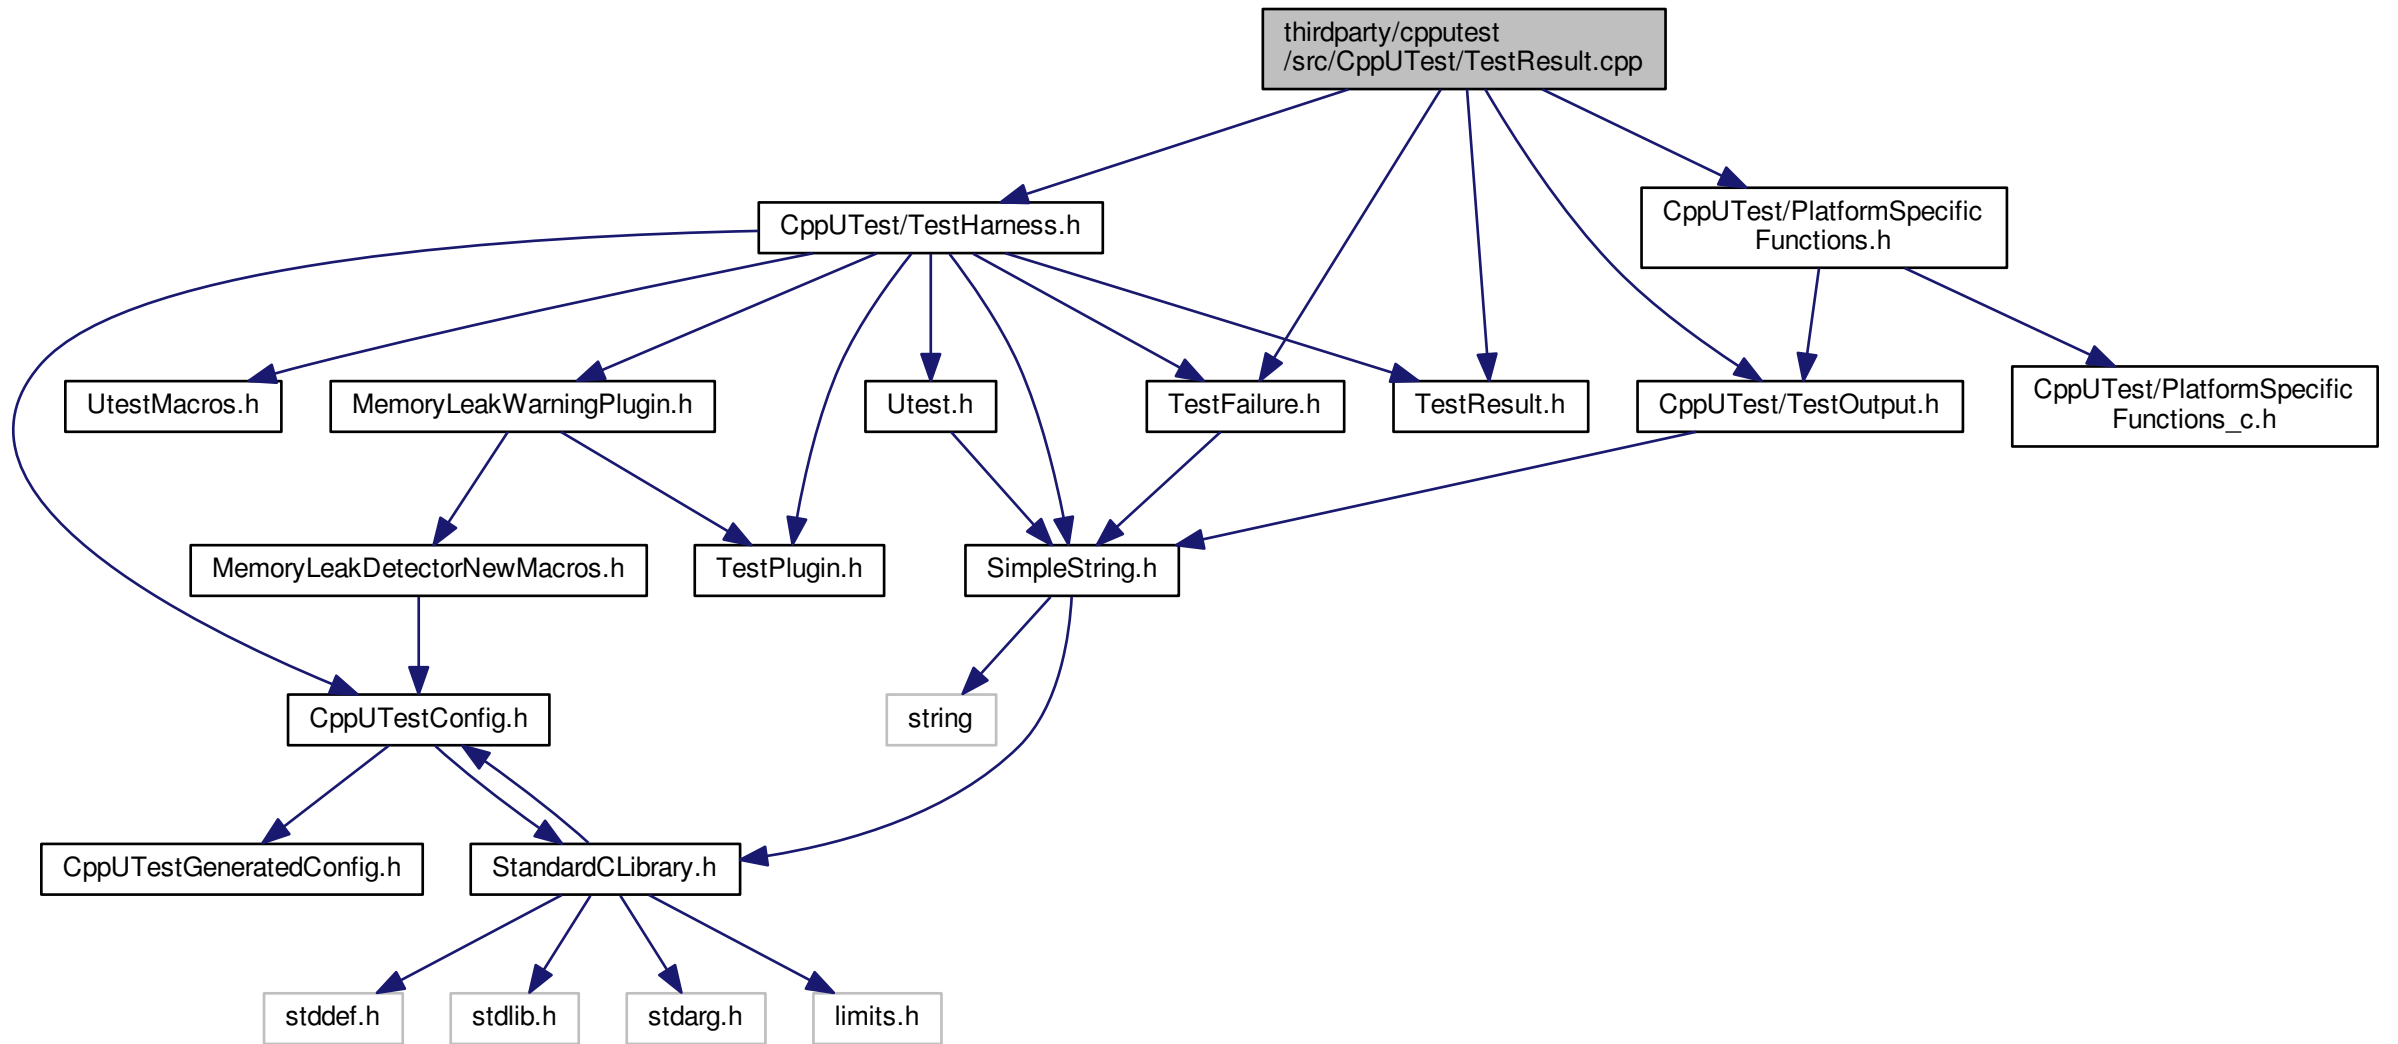 thirdparty/cpputest
/src/CppUTest/TestResult.cpp
CppUTest/TestHarness.h
CppUTest/PlatformSpecific
Functions.h
UtestMacros.h
MemoryLeakWarningPlugin.h
Utest.h
TestFailure.h
TestResult.h
CppUTest/TestOutput.h
CppUTest/PlatformSpecific
Functions_c.h
MemoryLeakDetectorNewMacros.h
TestPlugin.h
SimpleString.h
CppUTestConfig.h
string
CppUTestGeneratedConfig.h
StandardCLibrary.h
stddef.h
stdlib.h
stdarg.h
limits.h